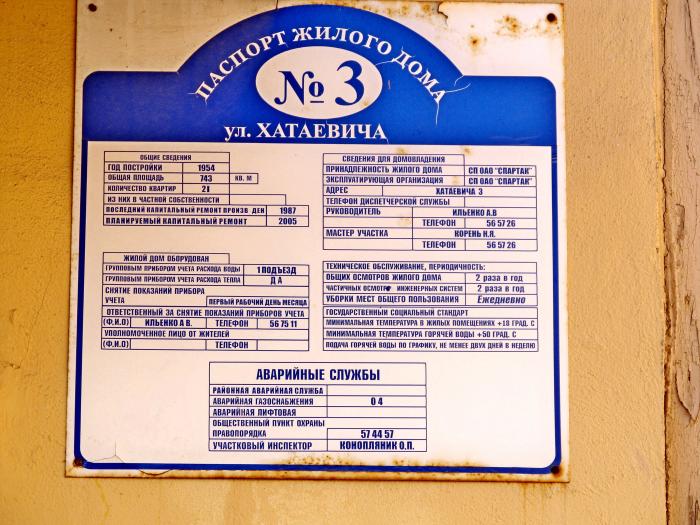 ПАСПОРТ ЖИЛОГО ДОМА
№ 3
ул. ХАТАЕВИЧА
ОБЩИЕ СВЕДЕНИЯ
ГОД ПОСТРОЙКИ 1954
ОБЩАЯ ПЛОЩАДЬ 743 КВ. М
КОЛИЧЕСТВО КВАРТИР 21
ИЗ НИХ В ЧАСТНОЙ СОБСТВЕННОСТИ
ПОСЛЕДНИЙ КАПИТАЛЬНЫЙ РЕМОНТ ПРОИЗВ ДЕН 1987
ПЛАНИРУЕМЫЙ КАПИТАЛЬНЫЙ РЕМОНТ 2005
СВЕДЕНИЯ ДЛЯ ДОМОВЛАДЕНИЯ
ПРИНАДЛЕЖНОСТЬ ЖИЛОГО ДОМА СП ОАО "СПАРТАК"
ЭКСПЛУАТИРУЮЩАЯ ОРГАНИЗАЦИЯ СП ОАО "СПАРТАК"
АДРЕС ХАТАЕВИЧА 3
ТЕЛЕФОН ДИСПЕТЧЕРСКОЙ СЛУЖБЫ
РУКОВОДИТЕЛЬ ИЛЬЕНКО А.В
ТЕЛЕФОН 56 57 26
МАСТЕР УЧАСТКА КОРЕНЬ Н.Я.
ТЕЛЕФОН 56 57 26
ЖИЛОЙ ДОМ ОБОРУДОВАН
ГРУППОВЫМ ПРИБОРОМ УЧЕТА РАСХОДА ВОДЫ 1 ПОДЪЕЗД
ГРУППОВЫМ ПРИБОРОМ УЧЕТА РАСХОДА ТЕПЛА ДА
СНЯТИЕ ПОКАЗАНИЙ ПРИБОРА
УЧЕТА ПЕРВЫЙ РАБОЧИЙ ДЕНЬ МЕСЯЦА
ОТВЕТСТВЕННЫЙ ЗА СНЯТИЕ ПОКАЗАНИЙ ПРИБОРОВ УЧЕТА
(Ф.И.О) ИЛЬЕНКО А В. ТЕЛЕФОН 56 75 11
УПОЛНОМОЧЕННОЕ ЛИЦО ОТ ЖИТЕЛЕЙ
(Ф.И.О) ТЕЛЕФОН
ТЕХНИЧЕСКОЕ ОБСЛУЖИВАНИЕ, ПЕРИОДИЧНОСТЬ:
ОБЩИХ ОСМОТРОВ ЖИЛОГО ДОМА 2 раза в год
ЧАСТИЧНЫХ ОСМОТР ИНЖЕНЕРНЫХ СИСТЕМ 2 раза в год
УБОРКИ МЕСТ ОБЩЕГО ПОЛЬЗОВАНИЯ Ежедневно
ГОСУДАРСТВЕННЫЙ СОЦИАЛЬНЫЙ СТАНДАРТ
МИНИМАЛЬНАЯ ТЕМПЕРАТУРА В ЖИЛЫХ ПОМЕЩЕНИЯХ +18 ГРАД. С
МИНИМАЛЬНАЯ ТЕМПЕРАТУРА ГОРЯЧЕЙ ВОДЫ +50 ГРАД. С
ПОДАЧА ГОРЯЧЕЙ ВОДЫ ПО ГРАФИКУ, НЕ МЕНЕЕ ДВУХ ДНЕЙ В НЕДЕЛЮ
АВАРИЙНЫЕ СЛУЖБЫ
РАЙОННАЯ АВАРИЙНАЯ СЛУЖБА
АВАРИЙНАЯ ГАЗОСНАБЖЕНИЯ 0 4
АВАРИЙНАЯ ЛИФТОВАЯ
ОБЩЕСТВЕННЫЙ ПУНКТ ОХРАНЫ
ПРАВОПОРЯДКА 57 44 57
УЧАСТКОВЫЙ ИНСПЕКТОР КОНОПЛЯНИК О.П.